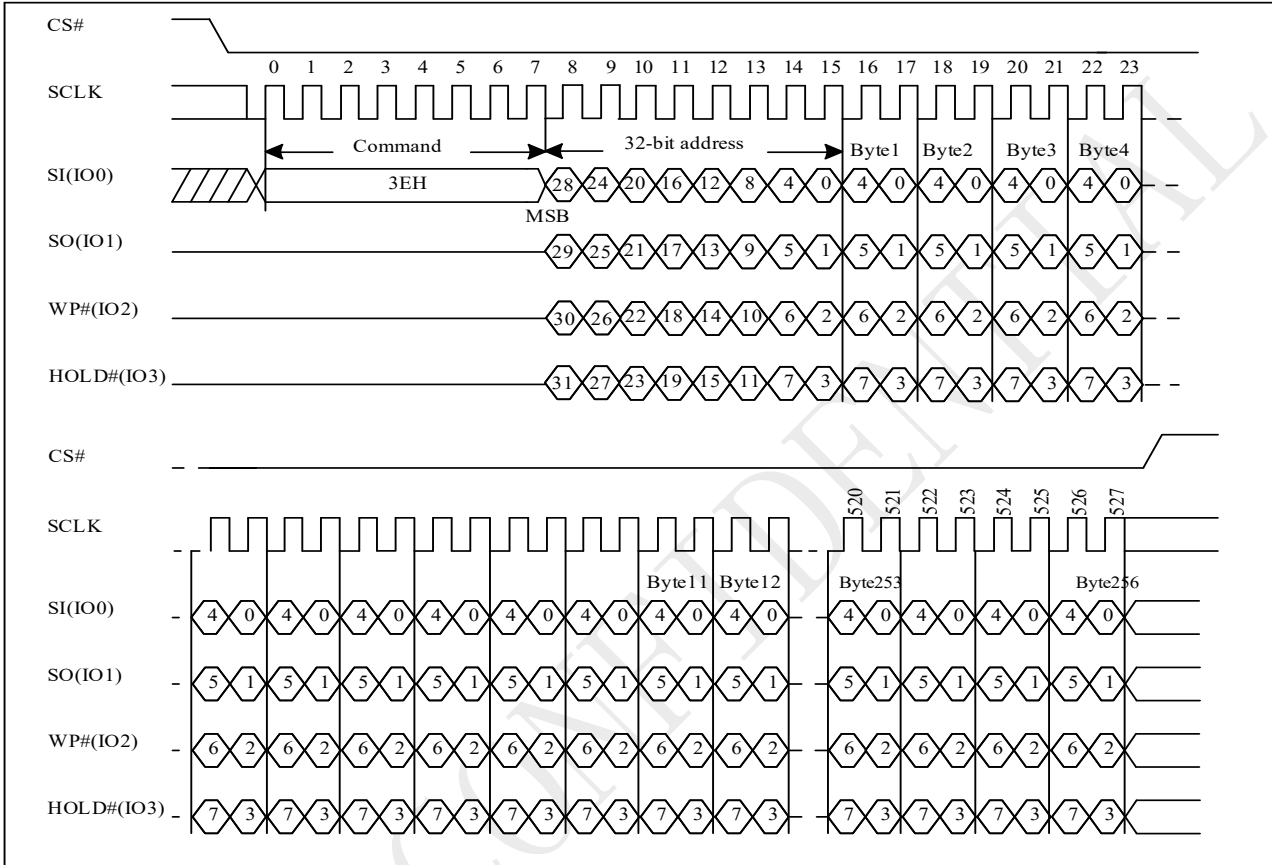 CS#
0 1 2 3 4 5 6 7 8 9 10 11 12 13 14 15 16 17 18 19 20 21 22 23
SCLK
Command 32-bit address Byte1 Byte2 Byte3 Byte4
SI(IO0) 3EH 28 24 20 16 12 8 4 0 4 0 4 0 4 0 4 0
MSB
SO(IO1) 29 25 21 17 13 9 5 1 5 1 5 1 5 1 5 1
WP#(IO2) 30 26 22 18 14 10 6 2 6 2 6 2 6 2 6 2
HOLD#(IO3) 31 27 23 19 15 11 7 3 7 3 7 3 7 3 7 3
CS#
520 521 522 523 524 525 526 527
SCLK
Byte11 Byte12 Byte253 Byte256
SI(IO0) 4 0 4 0 4 0 4 0 4 0 4 0 4 0 4 0 4 0 4 0 4 0 4 0
SO(IO1) 5 1 5 1 5 1 5 1 5 1 5 1 5 1 5 1 5 1 5 1 5 1 5 1
WP#(IO2) 6 2 6 2 6 2 6 2 6 2 6 2 6 2 6 2 6 2 6 2 6 2 6 2
HOLD#(IO3) 7 3 7 3 7 3 7 3 7 3 7 3 7 3 7 3 7 3 7 3 7 3 7 3
CONFIDENTIAL